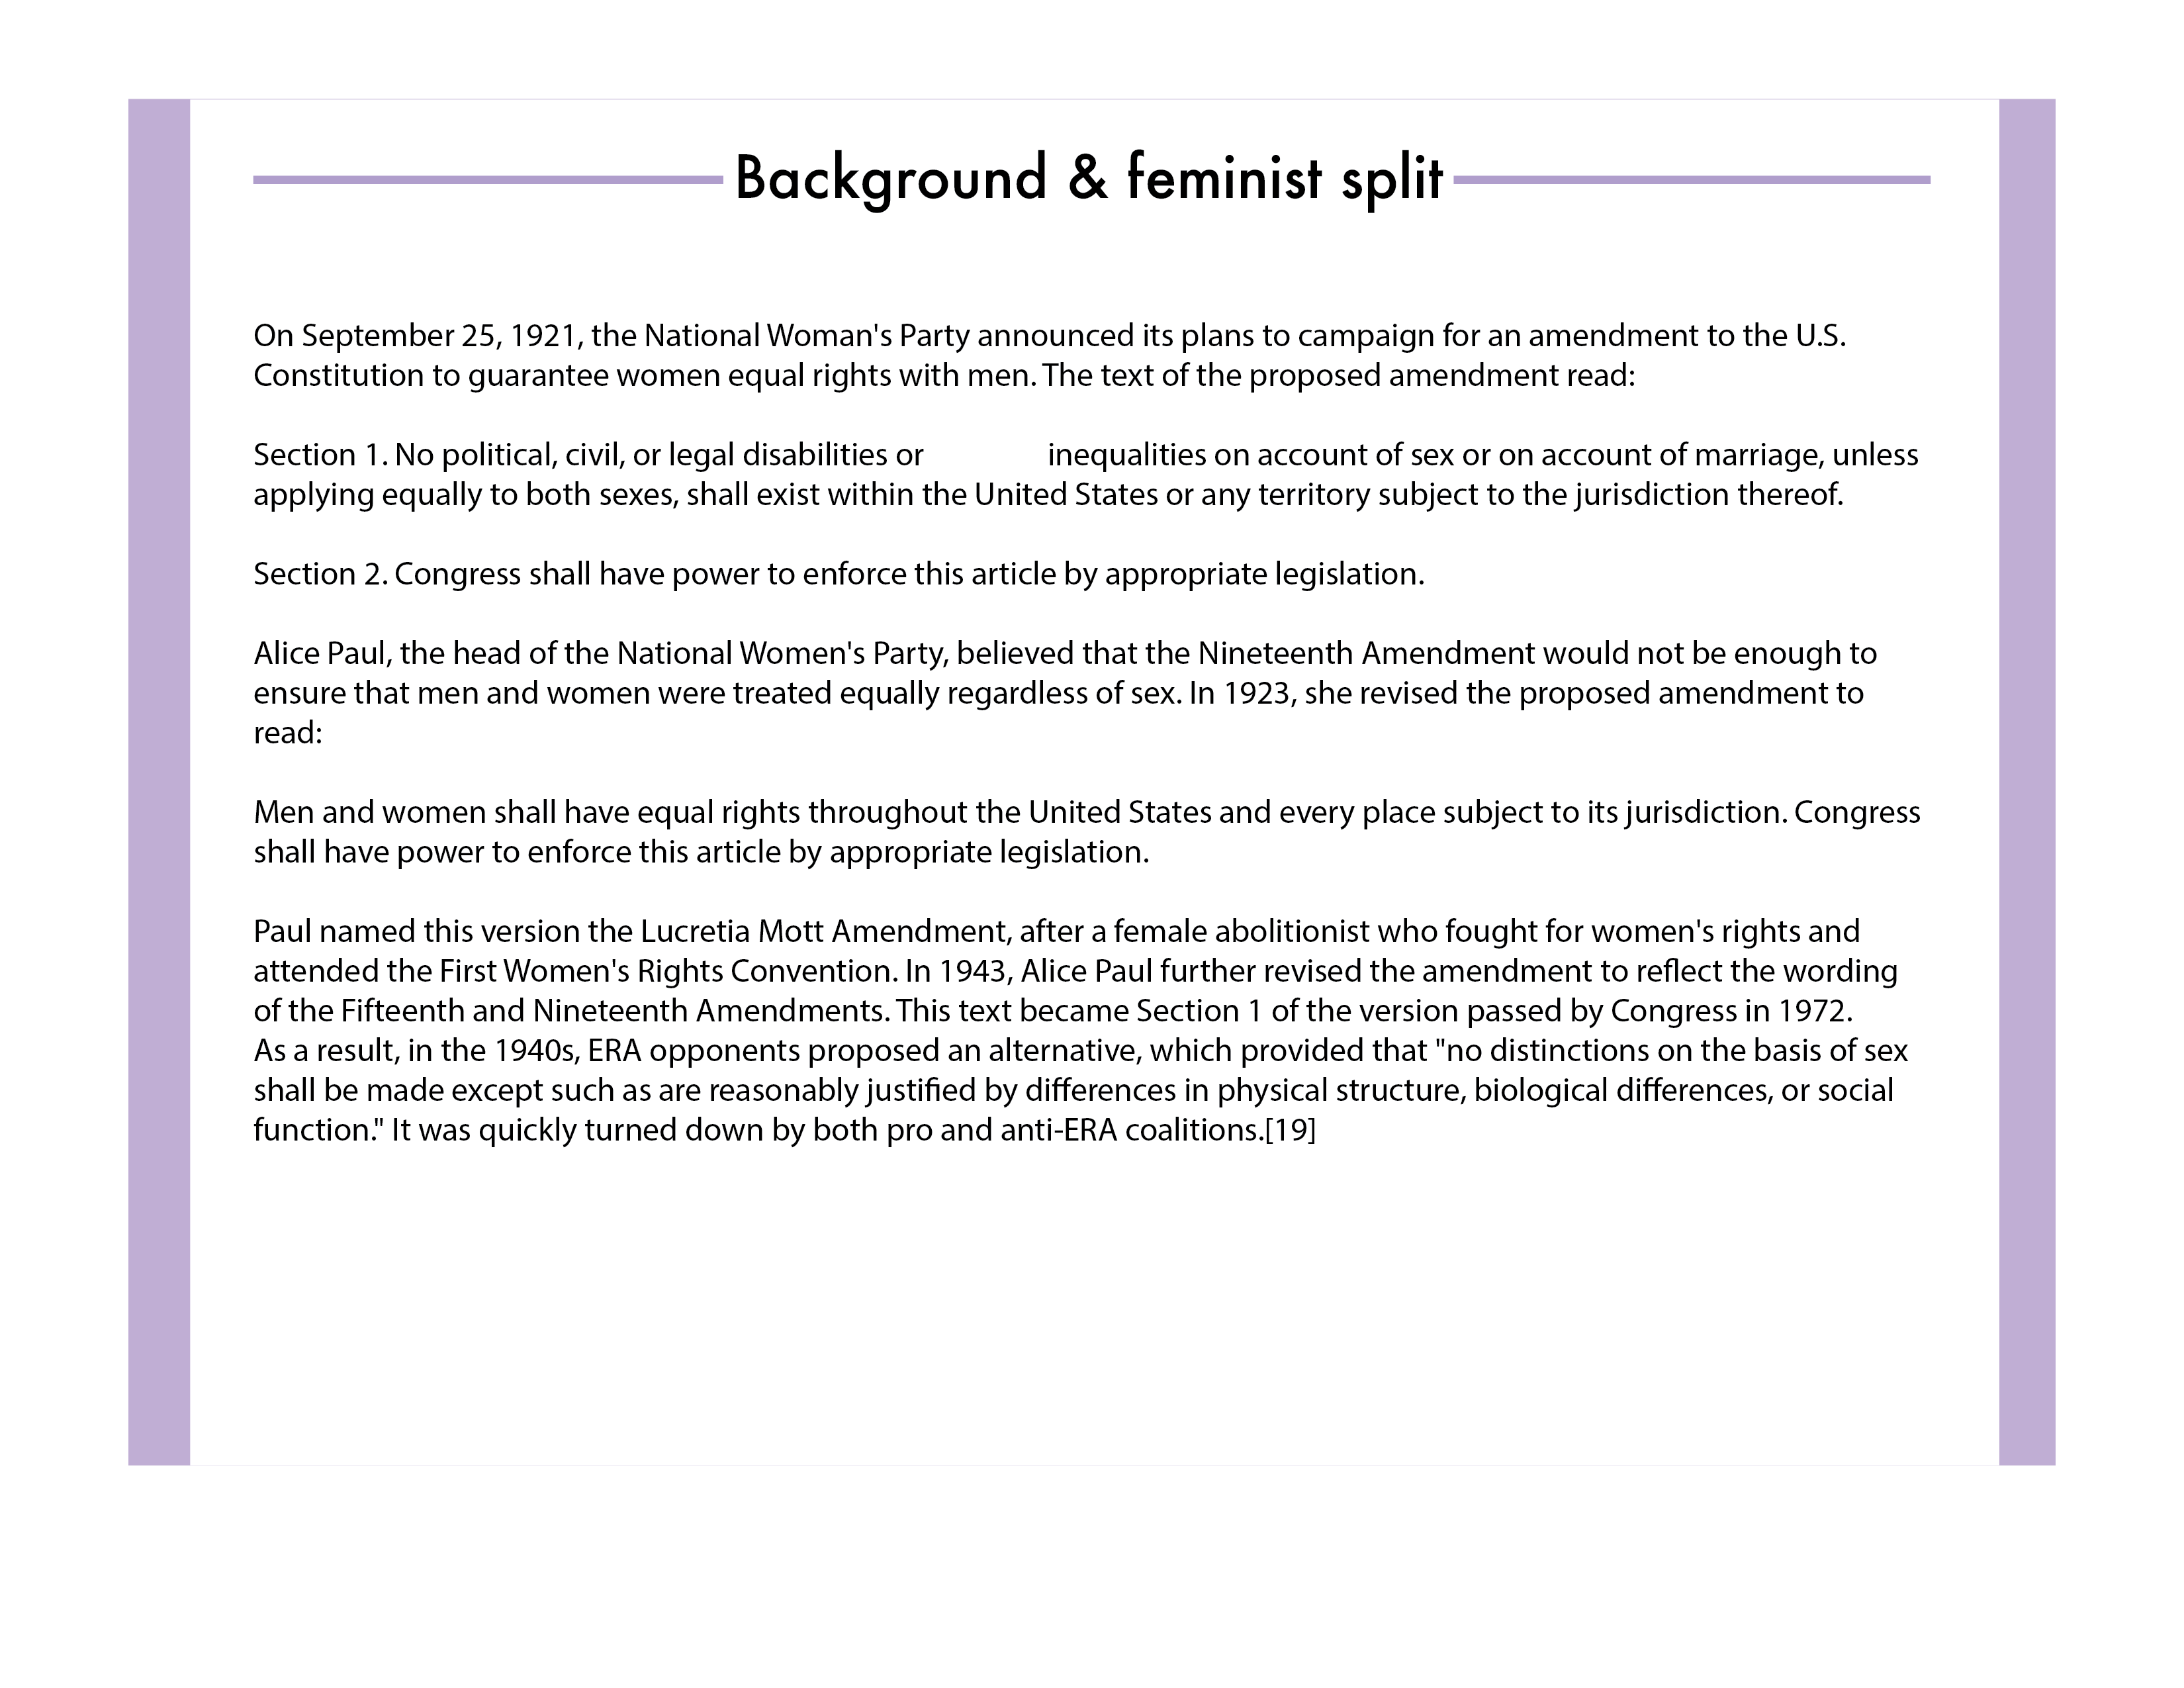 Background & feminist split
On September 25, 1921, the National Woman's Party announced its plans to campaign for an amendment to the U.S.
Constitution to guarantee women equal rights with men. The text of the proposed amendment read:
Section 1. No political, civil, or legal disabilities or inequalities on account of sex or on account of marriage, unless
applying equally to both sexes, shall exist within the United States or any territory subject to the jurisdiction thereof.
Section 2. Congress shall have power to enforce this article by appropriate legislation.
Alice Paul, the head of the National Women's Party, believed that the Nineteenth Amendment would not be enough to
ensure that men and women were treated equally regardless of sex. In 1923, she revised the proposed amendment to
read:
Men and women shall have equal rights throughout the United States and every place subject to its jurisdiction. Congress
shall have power to enforce this article by appropriate legislation.
Paul named this version the Lucretia Mott Amendment, after a female abolitionist who fought for women's rights and
attended the First Women's Rights Convention. In 1943, Alice Paul further revised the amendment to reflect the wording
of the Fifteenth and Nineteenth Amendments. This text became Section 1 of the version passed by Congress in 1972.
As a result, in the 1940s, ERA opponents proposed an alternative, which provided that "no distinctions on the basis of sex
shall be made except such as are reasonably justified by differences in physical structure, biological differences, or social
function." It was quickly turned down by both pro and anti-ERA coalitions.[19]